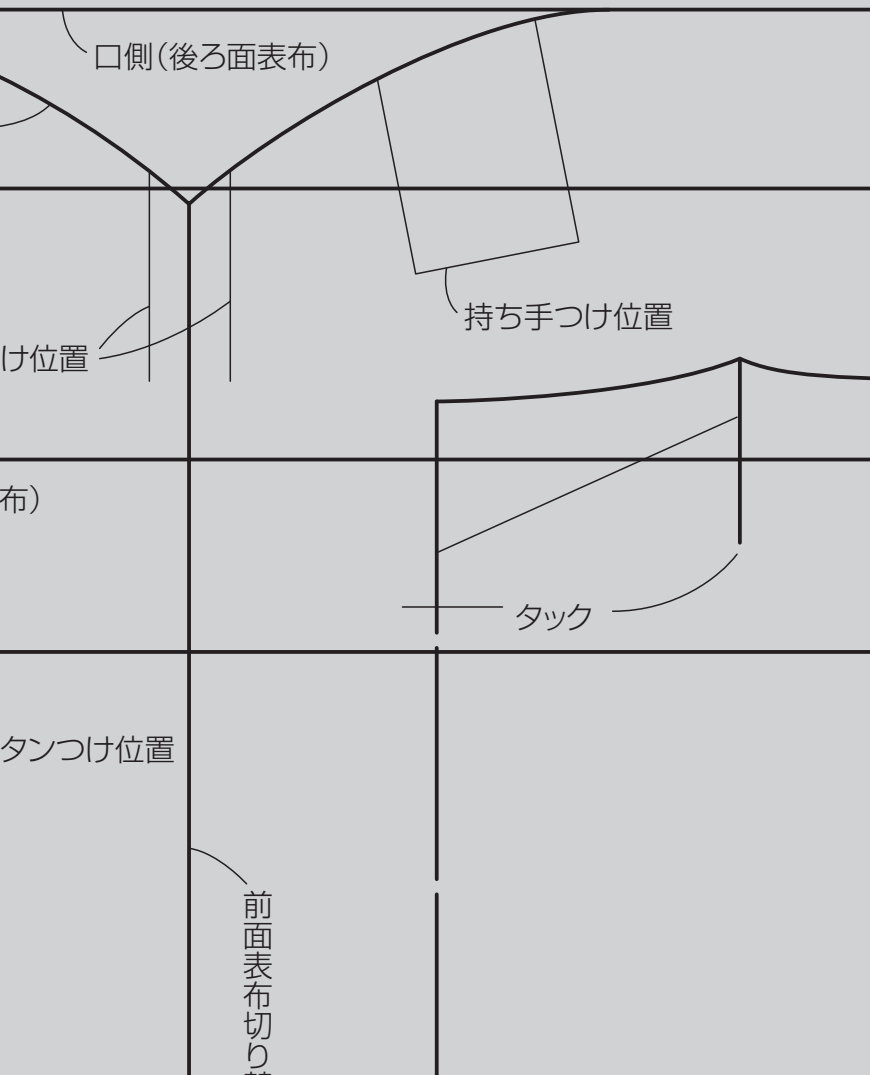 口側（後ろ面表布）
持ち手つけ位置
け位置
布）
タック
タンつけ位置
前面表布切り